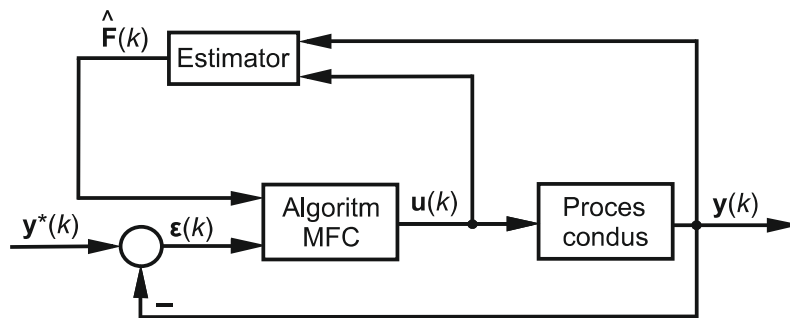 F̂(k)
Estimator
y*(k)
ε(k)
Algoritm
MFC
u(k)
Proces
condus
y(k)
−